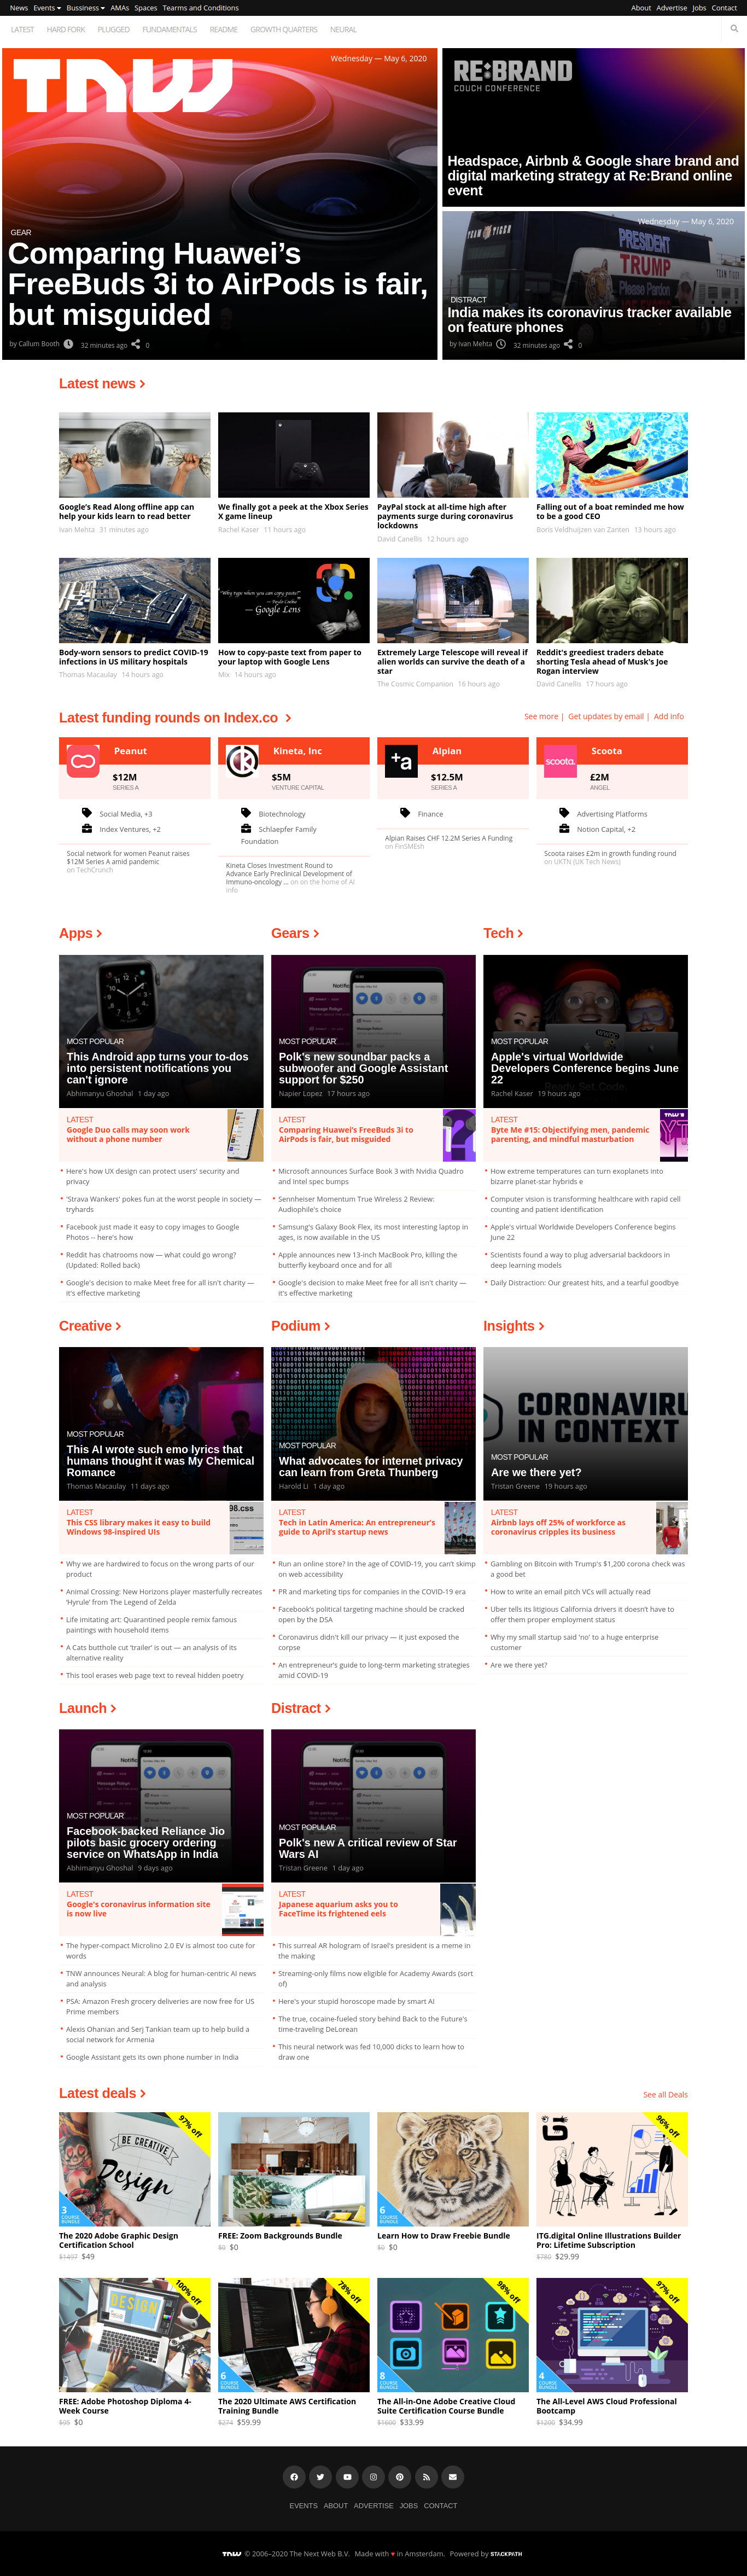 News Events Bussiness AMAs Spaces Tearms and Conditions
About Advertise Jobs Contact
LATEST HARD FORK PLUGGED FUNDAMENTALS README GROWTH QUARTERS NEURAL
TNW
Wednesday — May 6, 2020
GEAR
Comparing Huawei's
FreeBuds 3i to AirPods is fair,
but misguided
by Callum Booth 32 minutes ago 0
RE:BRAND
COUCH CONFERENCE
Headspace, Airbnb & Google share brand and
digital marketing strategy at Re:Brand online
event
Wednesday — May 6, 2020
PRESIDENT
TRUMP
DISTRACT
India makes its coronavirus tracker available
on feature phones
by Ivan Mehta 32 minutes ago 0
Latest news
Google's Read Along offline app can
help your kids learn to read better
Ivan Mehta 31 minutes ago
We finally got a peek at the Xbox Series
X game lineup
Rachel Kaser 11 hours ago
PayPal stock at all-time high after
payments surge during coronavirus
lockdowns
David Canellis 12 hours ago
Falling out of a boat reminded me how
to be a good CEO
Boris Veldhuijzen van Zanten 13 hours ago
Body-worn sensors to predict COVID-19
infections in US military hospitals
Thomas Macaulay 14 hours ago
"Why type when you can copy paste"
— Google Lens
How to copy-paste text from paper to
your laptop with Google Lens
Mix 14 hours ago
Extremely Large Telescope will reveal if
alien worlds can survive the death of a
star
The Cosmic Companion 16 hours ago
Reddit's greediest traders debate
shorting Tesla ahead of Musk's Joe
Rogan interview
David Canellis 17 hours ago
Latest funding rounds on Index.co
See more | Get updates by email | Add info
Peanut
$12M
SERIES A
Social Media, +3
Index Ventures, +2
Social network for women Peanut raises
$12M Series A amid pandemic
on TechCrunch
Kineta, Inc
$5M
VENTURE CAPITAL
Biotechnology
Schlaepfer Family
Foundation
Kineta Closes Investment Round to
Advance Early Preclinical Development of
Immuno-oncology ... on on the home of AI
info
+a
Alpian
$12.5M
SERIES A
Finance
Alpian Raises CHF 12.2M Series A Funding
on FinSMEsh
scoota.
Scoota
£2M
ANGEL
Advertising Platforms
Notion Capital, +2
Scoota raises £2m in growth funding round
on UKTN (UK Tech News)
Apps
MOST POPULAR
This Android app turns your to-dos
into persistent notifications you
can't ignore
Abhimanyu Ghoshal 1 day ago
LATEST
Google Duo calls may soon work
without a phone number
Here's how UX design can protect users' security and
privacy
'Strava Wankers' pokes fun at the worst people in society —
tryhards
Facebook just made it easy to copy images to Google
Photos -- here's how
Reddit has chatrooms now — what could go wrong?
(Updated: Rolled back)
Google's decision to make Meet free for all isn't charity —
it's effective marketing
Gears
MOST POPULAR
Polk's new soundbar packs a
subwoofer and Google Assistant
support for $250
Napier Lopez 17 hours ago
LATEST
Comparing Huawei's FreeBuds 3i to
AirPods is fair, but misguided
Microsoft announces Surface Book 3 with Nvidia Quadro
and Intel spec bumps
Sennheiser Momentum True Wireless 2 Review:
Audiophile's choice
Samsung's Galaxy Book Flex, its most interesting laptop in
ages, is now available in the US
Apple announces new 13-inch MacBook Pro, killing the
butterfly keyboard once and for all
Google's decision to make Meet free for all isn't charity —
it's effective marketing
Tech
MOST POPULAR
Apple's virtual Worldwide
Developers Conference begins June
22
Rachel Kaser 19 hours ago
LATEST
Byte Me #15: Objectifying men, pandemic
parenting, and mindful masturbation
How extreme temperatures can turn exoplanets into
bizarre planet-star hybrids e
Computer vision is transforming healthcare with rapid cell
counting and patient identification
Apple's virtual Worldwide Developers Conference begins
June 22
Scientists found a way to plug adversarial backdoors in
deep learning models
Daily Distraction: Our greatest hits, and a tearful goodbye
Creative
MOST POPULAR
This AI wrote such emo lyrics that
humans thought it was My Chemical
Romance
Thomas Macaulay 11 days ago
LATEST
This CSS library makes it easy to build
Windows 98-inspired UIs
98.css
Why we are hardwired to focus on the wrong parts of our
product
Animal Crossing: New Horizons player masterfully recreates
'Hyrule' from The Legend of Zelda
Life imitating art: Quarantined people remix famous
paintings with household items
A Cats butthole cut 'trailer' is out — an analysis of its
alternative reality
This tool erases web page text to reveal hidden poetry
Podium
MOST POPULAR
What advocates for internet privacy
can learn from Greta Thunberg
Harold Li 1 day ago
LATEST
Tech in Latin America: An entrepreneur's
guide to April's startup news
Run an online store? In the age of COVID-19, you can't skimp
on web accessibility
PR and marketing tips for companies in the COVID-19 era
Facebook's political targeting machine should be cracked
open by the DSA
Coronavirus didn't kill our privacy — it just exposed the
corpse
An entrepreneur's guide to long-term marketing strategies
amid COVID-19
Insights
CORONAVIRU
IN CONTEXT
MOST POPULAR
Are we there yet?
Tristan Greene 19 hours ago
LATEST
Airbnb lays off 25% of workforce as
coronavirus cripples its business
Gambling on Bitcoin with Trump's $1,200 corona check was
a good bet
How to write an email pitch VCs will actually read
Uber tells its litigious California drivers it doesn't have to
offer them proper employment status
Why my small startup said 'no' to a huge enterprise
customer
Are we there yet?
Launch
MOST POPULAR
Facebook-backed Reliance Jio
pilots basic grocery ordering
service on WhatsApp in India
Abhimanyu Ghoshal 9 days ago
LATEST
Google's coronavirus information site
is now live
The hyper-compact Microlino 2.0 EV is almost too cute for
words
TNW announces Neural: A blog for human-centric AI news
and analysis
PSA: Amazon Fresh grocery deliveries are now free for US
Prime members
Alexis Ohanian and Serj Tankian team up to help build a
social network for Armenia
Google Assistant gets its own phone number in India
Distract
MOST POPULAR
Polk's new A critical review of Star
Wars AI
Tristan Greene 1 day ago
LATEST
Japanese aquarium asks you to
FaceTime its frightened eels
This surreal AR hologram of Israel's president is a meme in
the making
Streaming-only films now eligible for Academy Awards (sort
of)
Here's your stupid horoscope made by smart AI
The true, cocaine-fueled story behind Back to the Future's
time-traveling DeLorean
This neural network was fed 10,000 dicks to learn how to
draw one
Latest deals
See all Deals
97% off
BE CREATIVE
Design
3
COURSE
BUNDLE
The 2020 Adobe Graphic Design
Certification School
$1497 $49
FREE: Zoom Backgrounds Bundle
$0 $0
6
COURSE
BUNDLE
Learn How to Draw Freebie Bundle
$0 $0
96% off
ITG.digital Online Illustrations Builder
Pro: Lifetime Subscription
$780 $29.99
100% off
DESIGN
FREE: Adobe Photoshop Diploma 4-
Week Course
$95 $0
78% off
6
COURSE
BUNDLE
The 2020 Ultimate AWS Certification
Training Bundle
$274 $59.99
98% off
8
COURSE
BUNDLE
The All-in-One Adobe Creative Cloud
Suite Certification Course Bundle
$1600 $33.99
97% off
4
COURSE
BUNDLE
The All-Level AWS Cloud Professional
Bootcamp
$1200 $34.99
EVENTS ABOUT ADVERTISE JOBS CONTACT
TNW © 2006–2020 The Next Web B.V. Made with ♥ in Amsterdam. Powered by STACKPATH